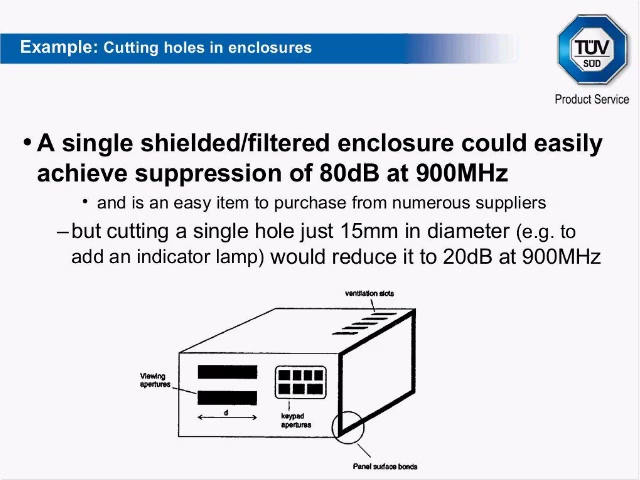 Example: Cutting holes in enclosures
TÜV
SÜD
Product Service
• A single shielded/filtered enclosure could easily
achieve suppression of 80dB at 900MHz
• and is an easy item to purchase from numerous suppliers
–but cutting a single hole just 15mm in diameter (e.g. to
add an indicator lamp) would reduce it to 20dB at 900MHz
ventilation slots
Viewing
apertures
d
keypad
apertures
Panel surface bonds